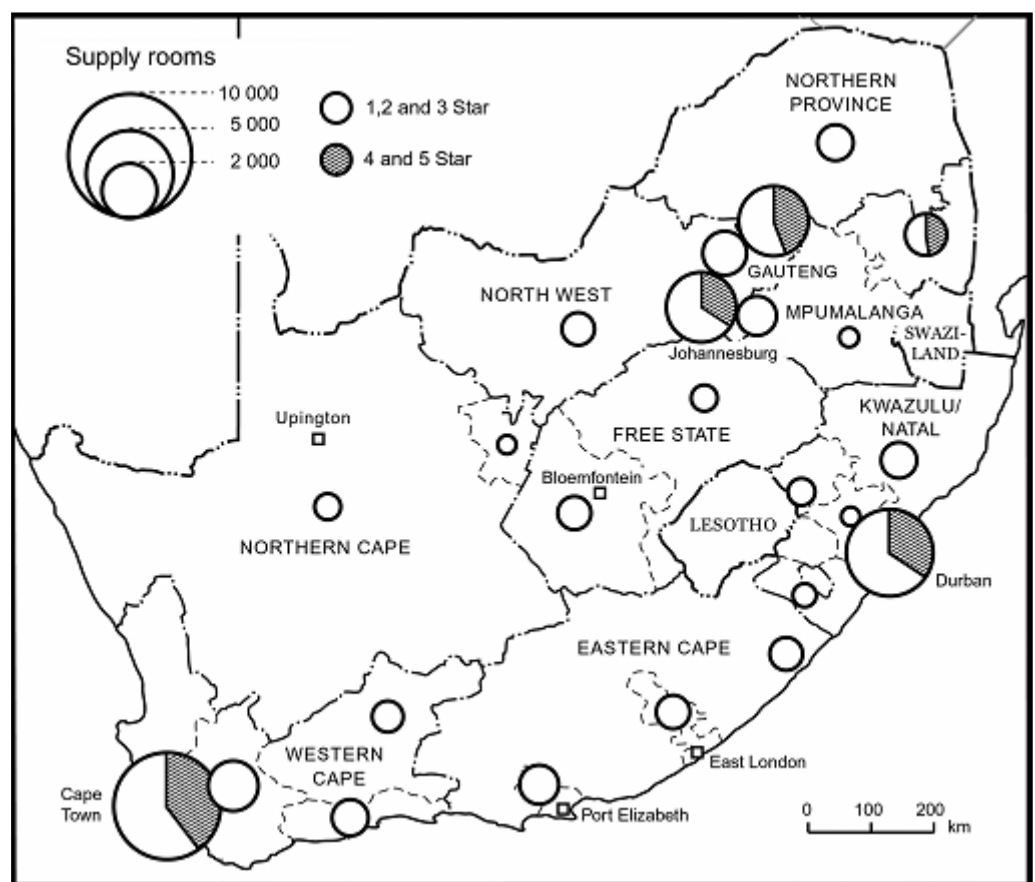 Supply rooms
10 000
5 000
2 000
1,2 and 3 Star
4 and 5 Star
NORTHERN
PROVINCE
GAUTENG
NORTH WEST
MPUMALANGA
SWAZI-
LAND
Johannesburg
KWAZULU/
NATAL
Upington
FREE STATE
Bloemfontein
LESOTHO
NORTHERN CAPE
Durban
EASTERN CAPE
WESTERN
CAPE
East London
Cape
Town
Port Elizabeth
0 100 200
km